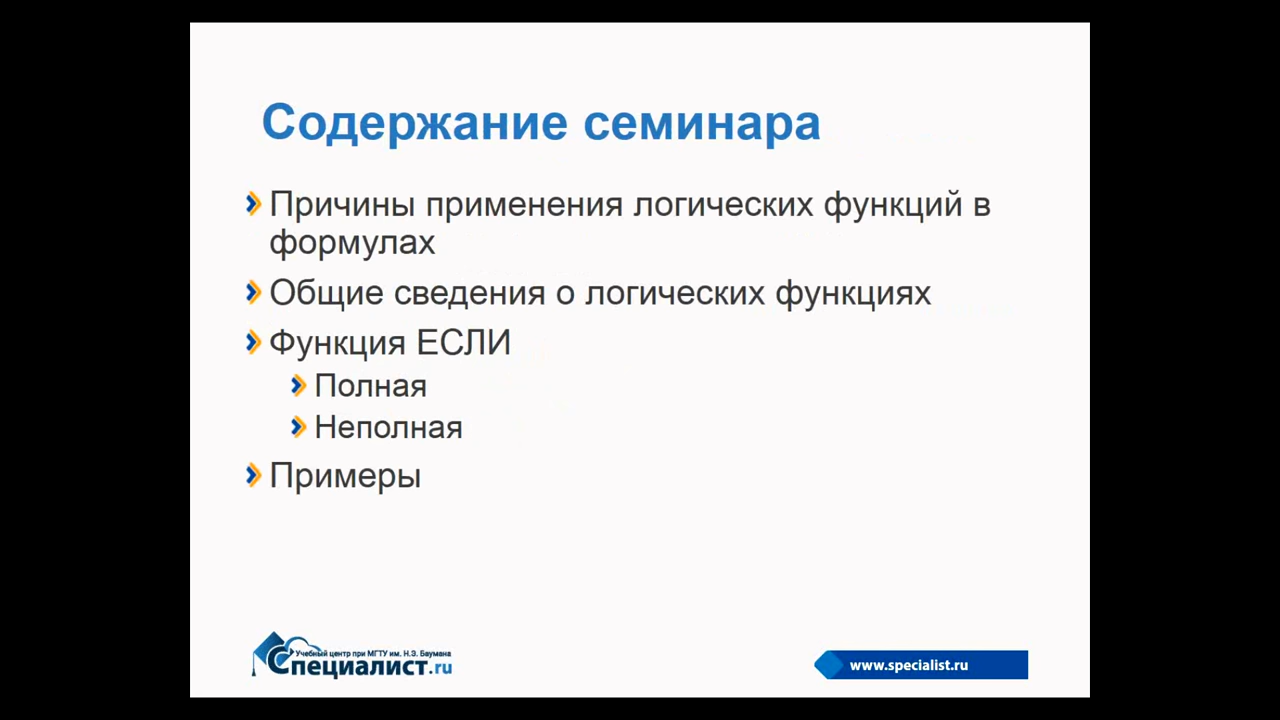 Содержание семинара
Причины применения логических функций в
формулах
Общие сведения о логических функциях
Функция ЕСЛИ
Полная
Неполная
Примеры
Учебный центр при МГТУ им. Н.Э. Баумана
Специалист.ru
www.specialist.ru